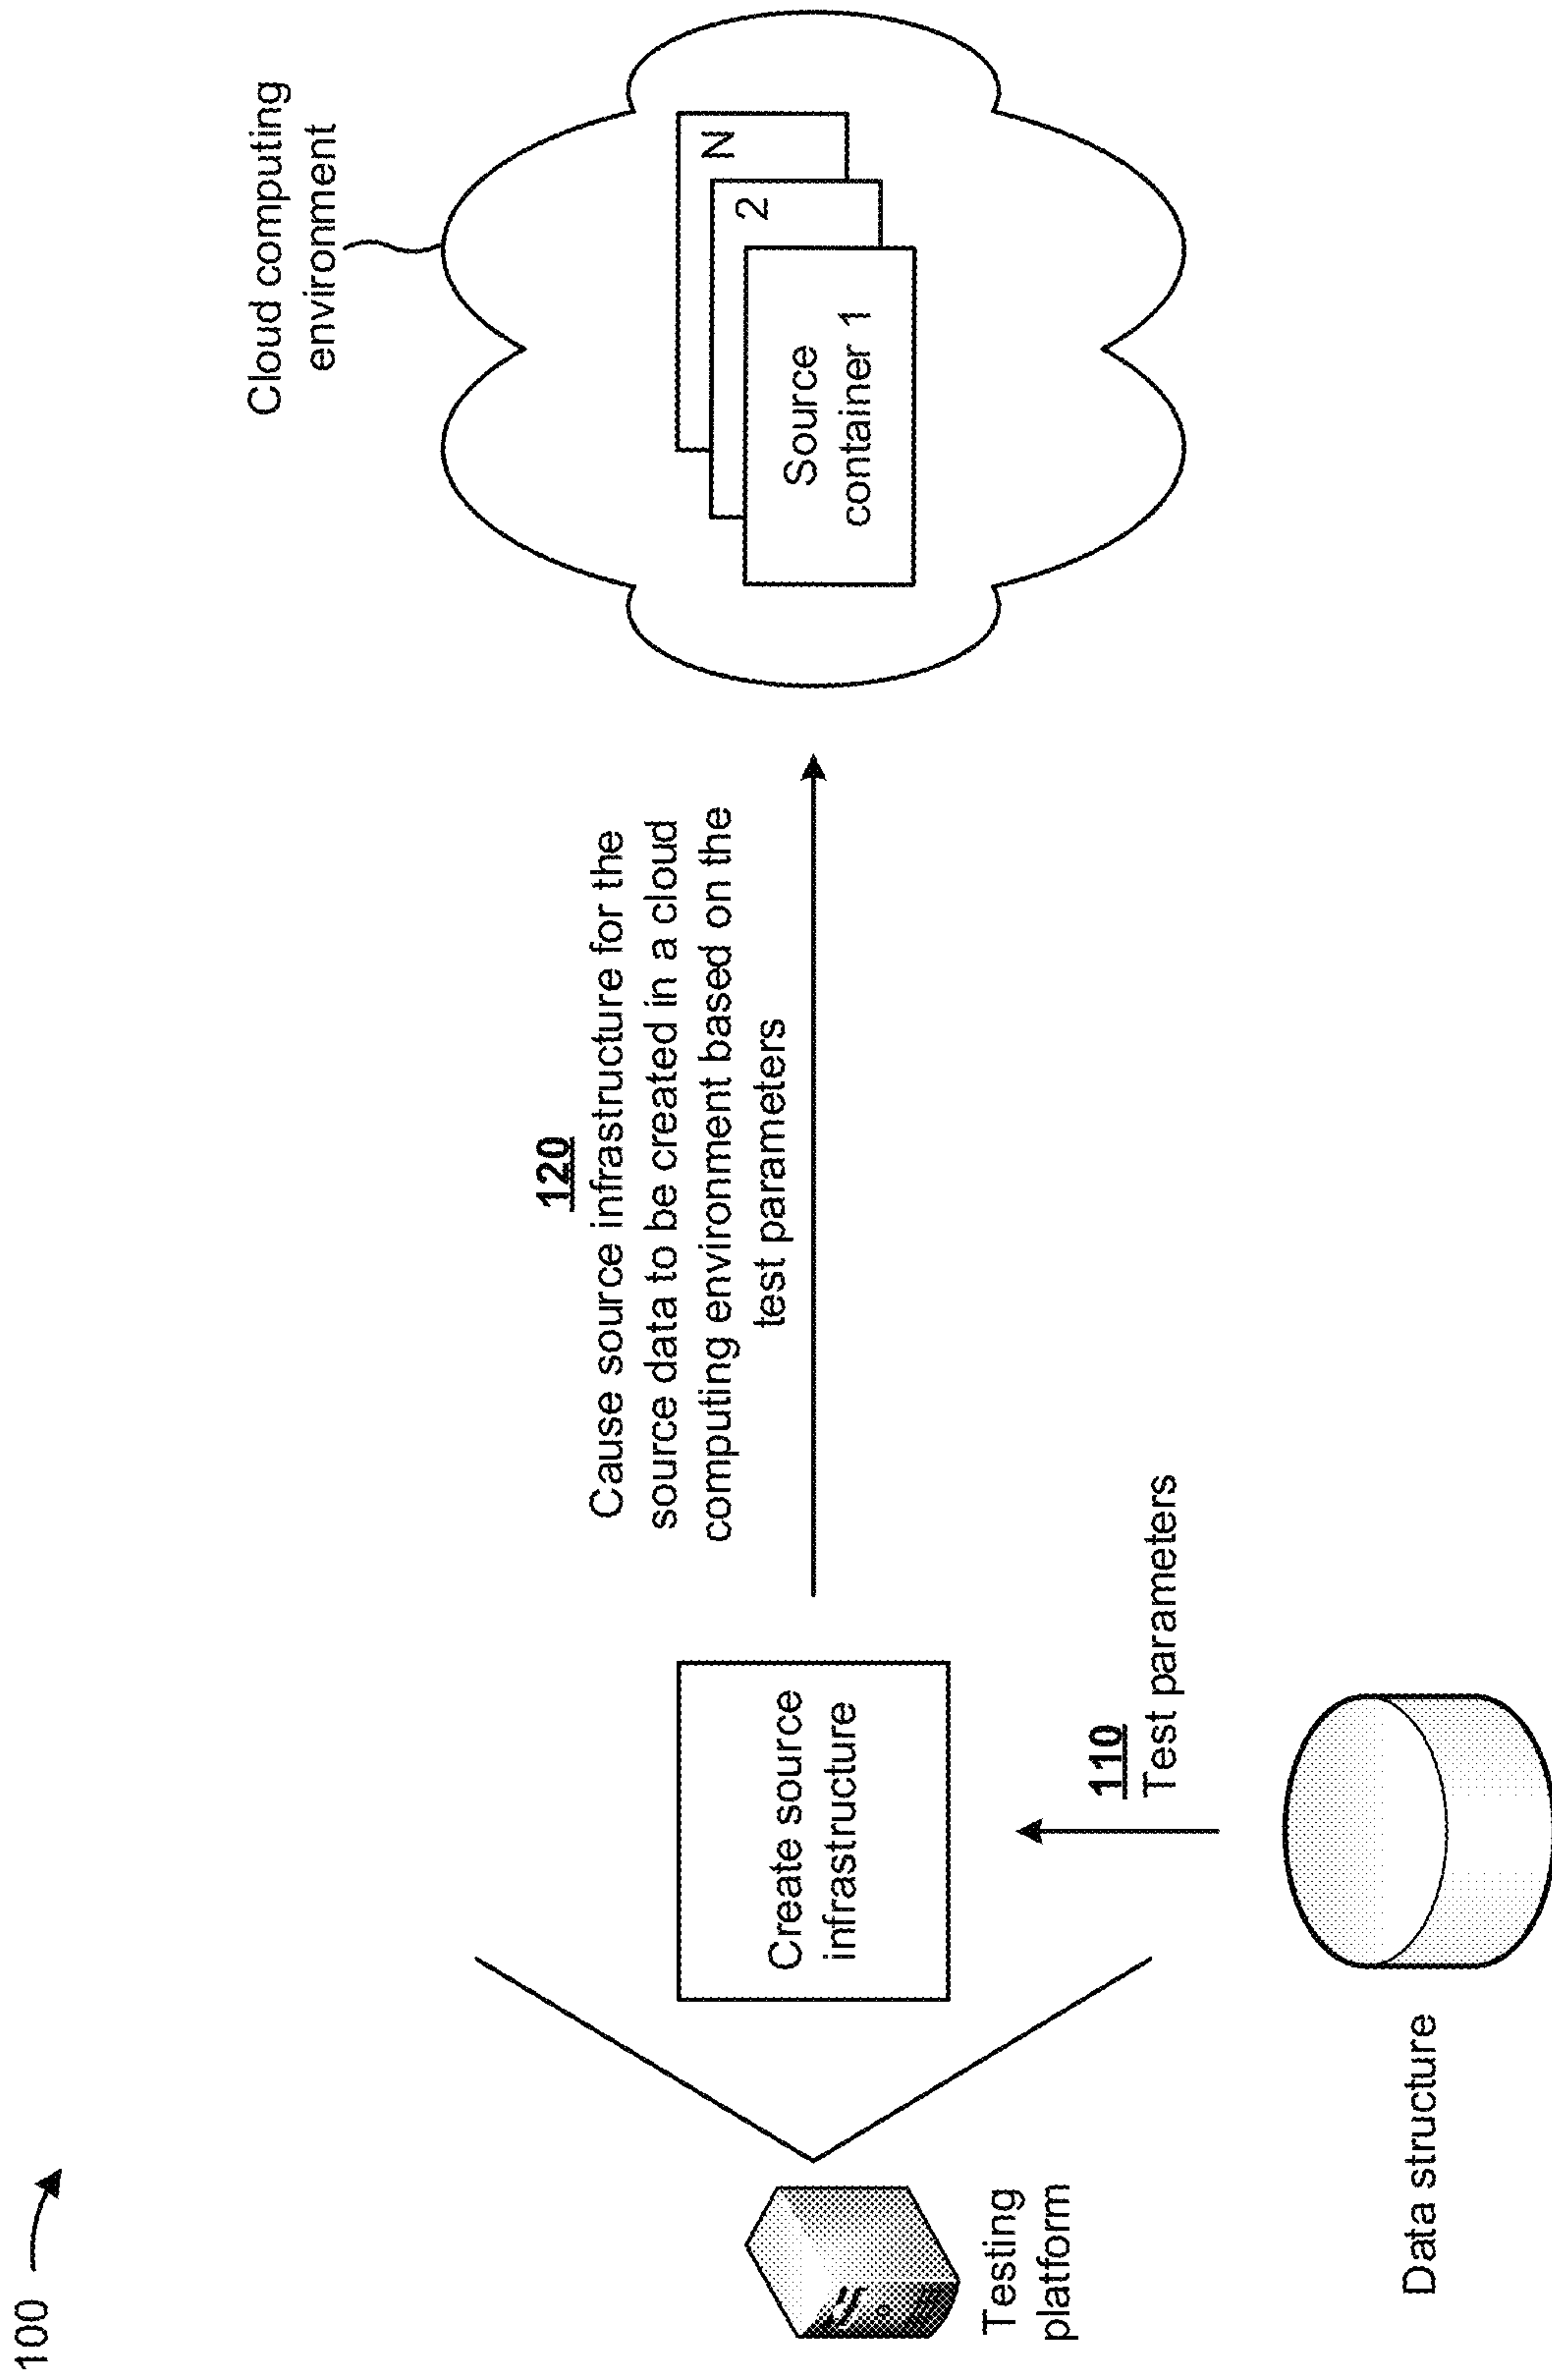 100
Cloud computing
environment
120
Cause source infrastructure for the
source data to be created in a cloud
computing environment based on the
test parameters
N
2
Source
container 1
Create source
infrastructure
Testing
platform
110
Test parameters
Data structure